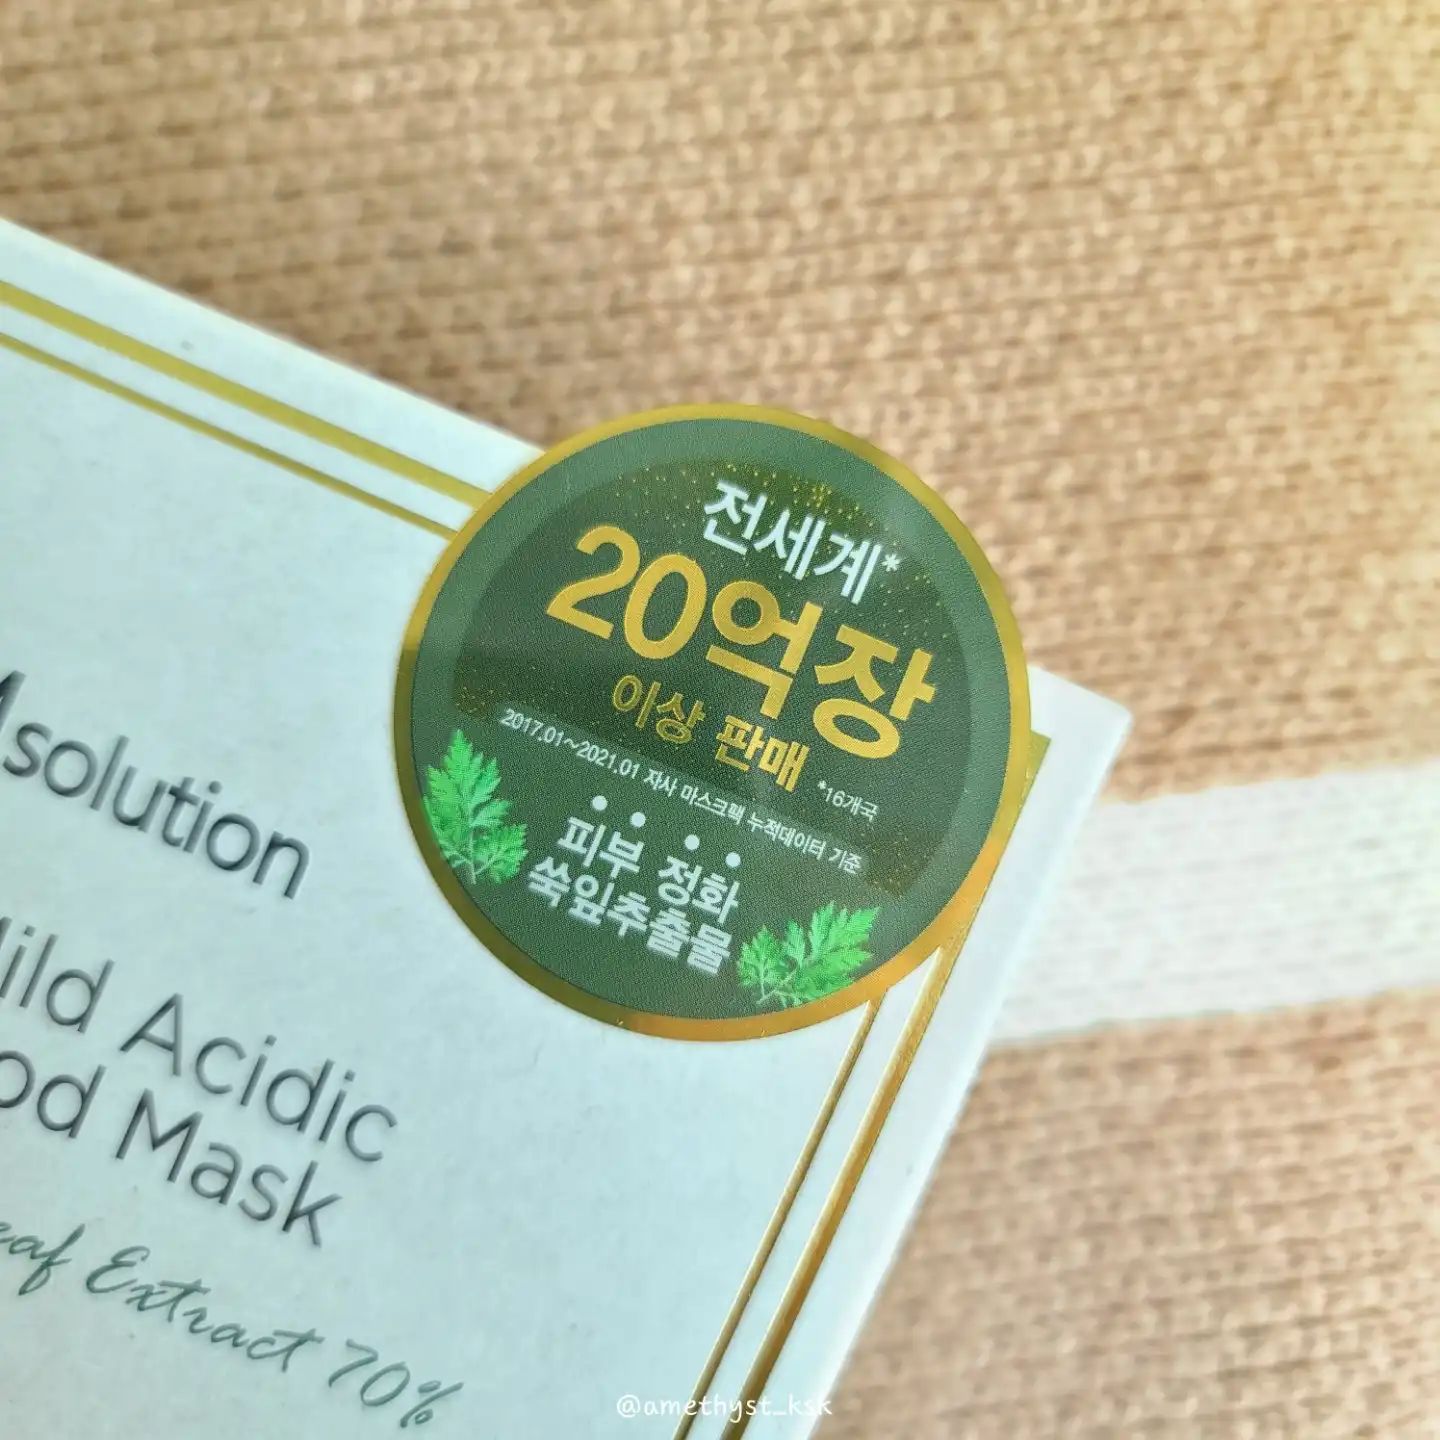 전세계*
20억장
이상 판매
*16개국
2017.01~2021.01 자사 마스크팩 누적데이터 기준
피부 정화
쑥잎추출물
solution
ild Acidic
od Mask
eaf Extract 70%
@amethyst_ksk